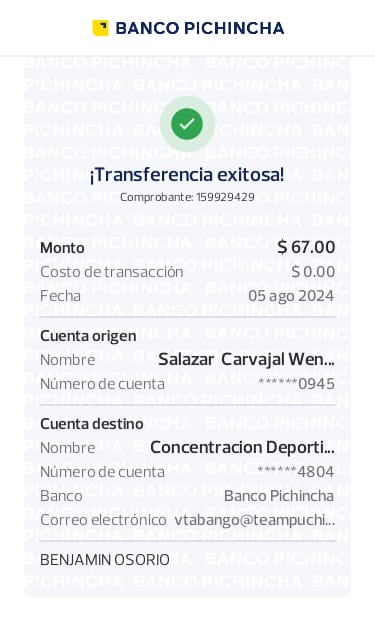 BANCO PICHINCHA
¡Transferencia exitosa!
Comprobante: 159929429
Monto $ 67.00
Costo de transacción $ 0.00
Fecha 05 ago 2024
Cuenta origen
Nombre Salazar Carvajal Wen...
Número de cuenta ******0945
Cuenta destino
Nombre Concentracion Deporti...
Número de cuenta ******4804
Banco Banco Pichincha
Correo electrónico vtabango@teampuchi...
BENJAMIN OSORIO